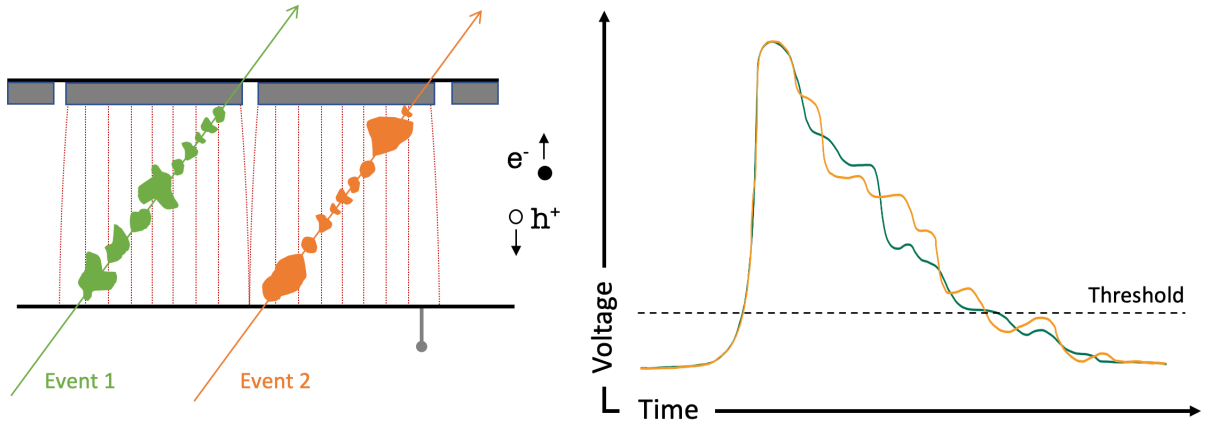 e-
h+
Event 1
Event 2
Voltage
Threshold
Time